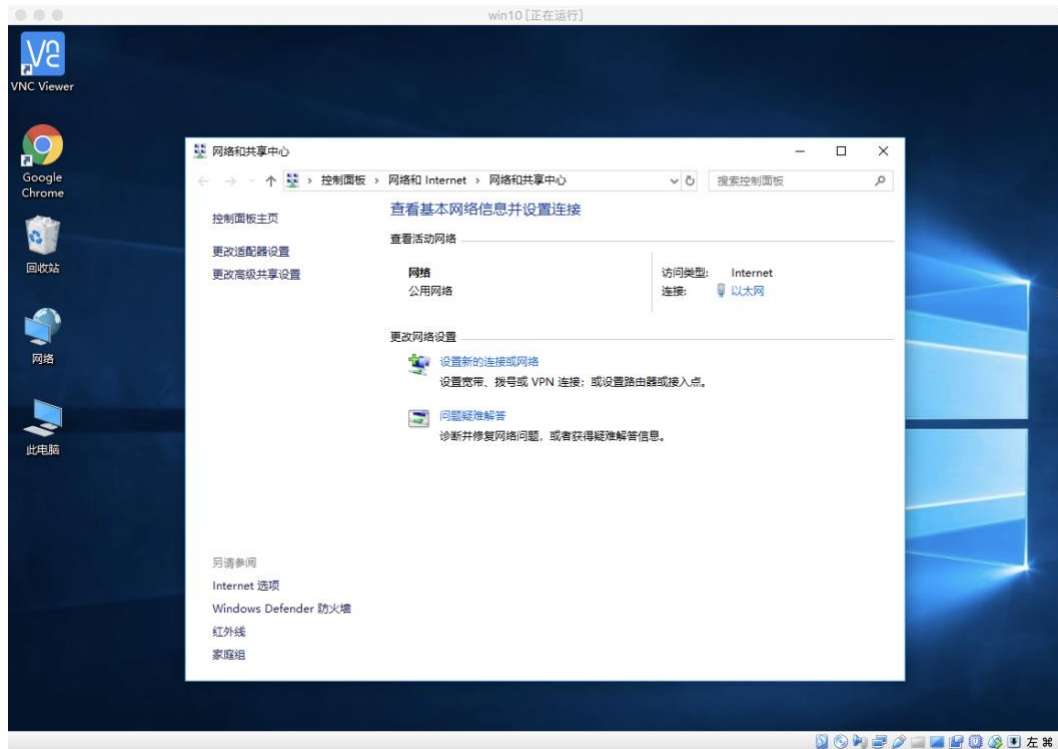 win10 [正在运行]
VNC Viewer
Google
Chrome
回收站
网络
此电脑
网络和共享中心
控制面板 › 网络和 Internet › 网络和共享中心
搜索控制面板
控制面板主页
更改适配器设置
更改高级共享设置
查看基本网络信息并设置连接
查看活动网络
网络
公用网络
访问类型: Internet
连接: 以太网
更改网络设置
设置新的连接或网络
设置宽带、拨号或 VPN 连接；或设置路由器或接入点。
问题疑难解答
诊断并修复网络问题，或者获得疑难解答信息。
另请参阅
Internet 选项
Windows Defender 防火墙
红外线
家庭组
左 ⌘